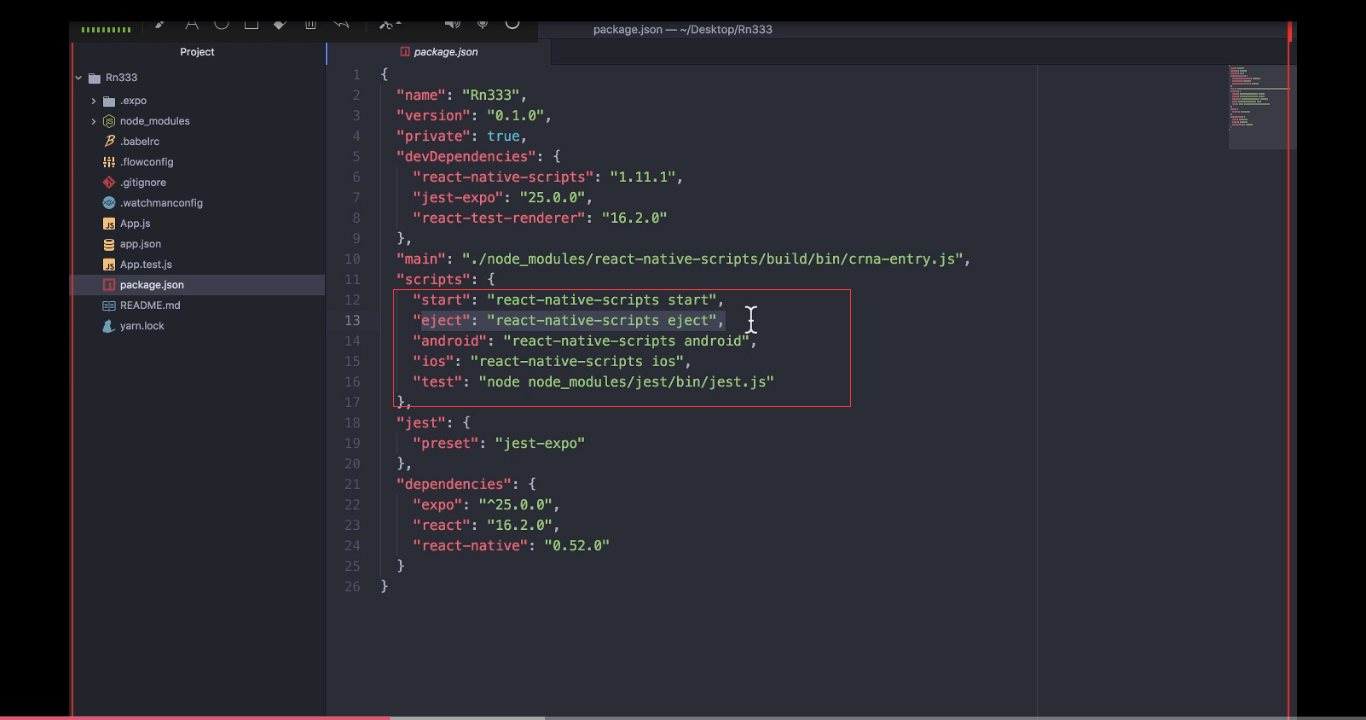 package.json — ~/Desktop/Rn333
Project
package.json
Rn333
.expo
node_modules
.babelrc
.flowconfig
.gitignore
.watchmanconfig
App.js
app.json
App.test.js
package.json
README.md
yarn.lock
1 {
2 "name": "Rn333",
3 "version": "0.1.0",
4 "private": true,
5 "devDependencies": {
6 "react-native-scripts": "1.11.1",
7 "jest-expo": "25.0.0",
8 "react-test-renderer": "16.2.0"
9 },
10 "main": "./node_modules/react-native-scripts/build/bin/crna-entry.js",
11 "scripts": {
12 "start": "react-native-scripts start",
13 "eject": "react-native-scripts eject",
14 "android": "react-native-scripts android",
15 "ios": "react-native-scripts ios",
16 "test": "node node_modules/jest/bin/jest.js"
17 },
18 "jest": {
19 "preset": "jest-expo"
20 },
21 "dependencies": {
22 "expo": "^25.0.0",
23 "react": "16.2.0",
24 "react-native": "0.52.0"
25 }
26 }